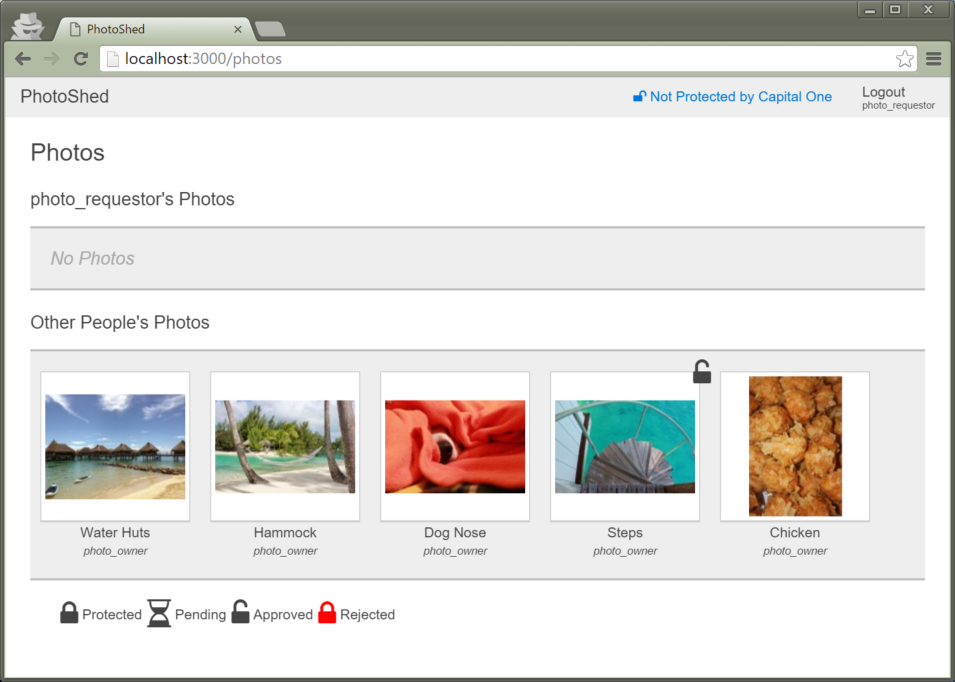 PhotoShed
localhost:3000/photos
PhotoShed
Not Protected by Capital One
Logout
photo_requestor
Photos
photo_requestor's Photos
No Photos
Other People's Photos
Water Huts
photo_owner
Hammock
photo_owner
Dog Nose
photo_owner
Steps
photo_owner
Chicken
photo_owner
Protected Pending Approved Rejected